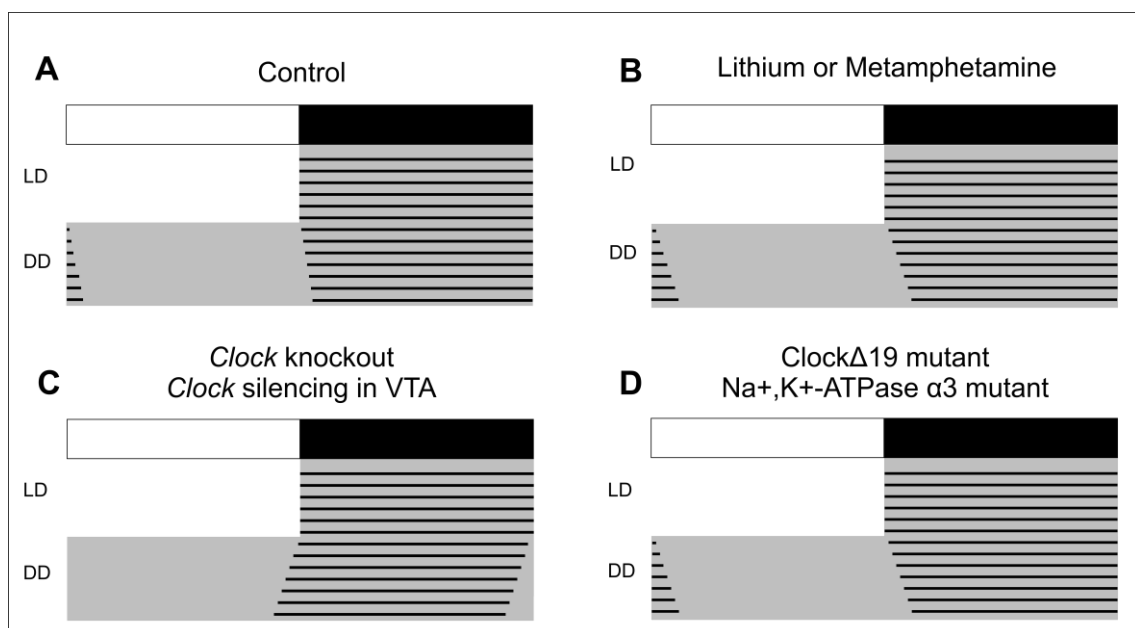 A
Control
LD
DD
B
Lithium or Metamphetamine
LD
DD
C
Clock knockout
Clock silencing in VTA
LD
DD
D
ClockΔ19 mutant
Na+,K+-ATPase α3 mutant
LD
DD